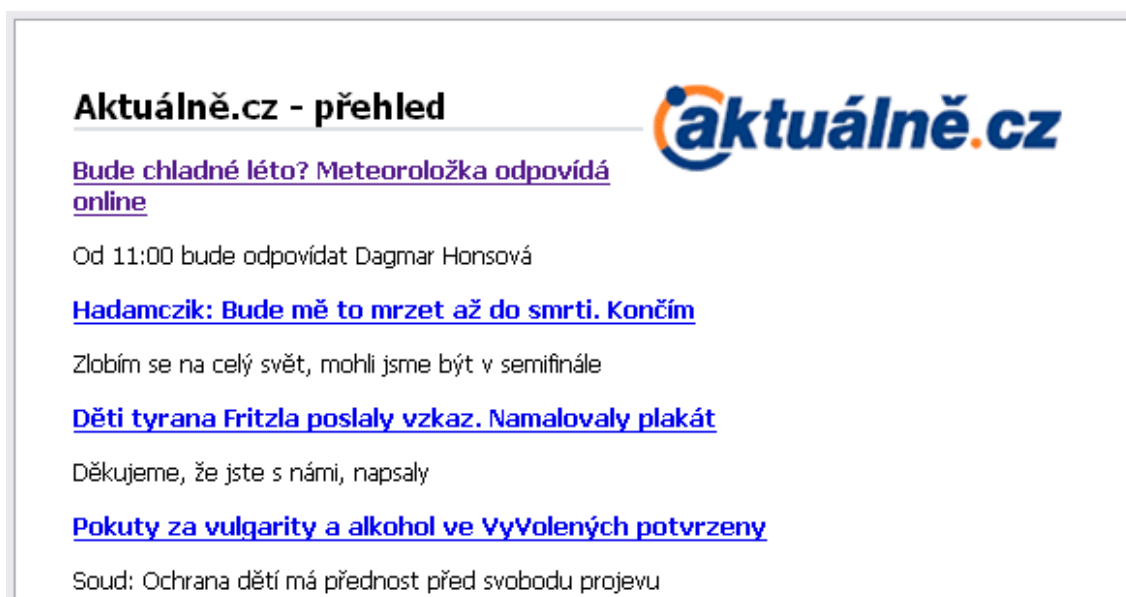 Aktuálně.cz - přehled
aktuálně.cz
Bude chladné léto? Meteoroložka odpovídá
online
Od 11:00 bude odpovídat Dagmar Honsová
Hadamczik: Bude mě to mrzet až do smrti. Končím
Zlobím se na celý svět, mohli jsme být v semifinále
Děti tyrana Fritzla poslaly vzkaz. Namalovaly plakát
Děkujeme, že jste s námi, napsaly
Pokuty za vulgarity a alkohol ve VyVolených potvrzeny
Soud: Ochrana dětí má přednost před svobodu projevu